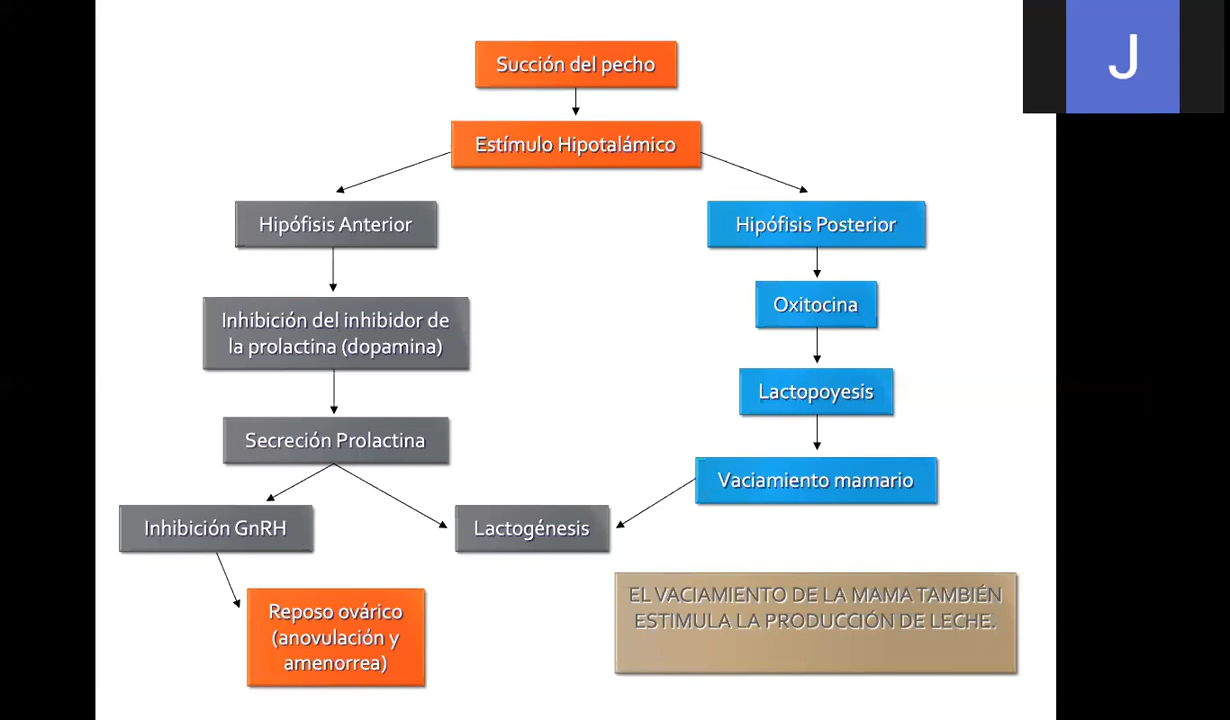 J
Succión del pecho
Estímulo Hipotalámico
Hipófisis Anterior
Hipófisis Posterior
Inhibición del inhibidor de
la prolactina (dopamina)
Oxitocina
Lactopoyesis
Secreción Prolactina
Vaciamiento mamario
Inhibición GnRH
Lactogénesis
Reposo ovárico
(anovulación y
amenorrea)
EL VACIAMIENTO DE LA MAMA TAMBIÉN
ESTIMULA LA PRODUCCIÓN DE LECHE.